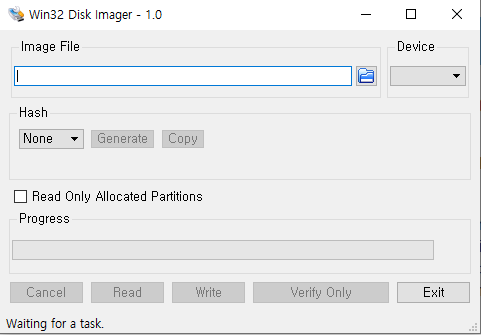 Win32 Disk Imager - 1.0
Image File
Device
Hash
None Generate Copy
Read Only Allocated Partitions
Progress
Cancel Read Write Verify Only Exit
Waiting for a task.